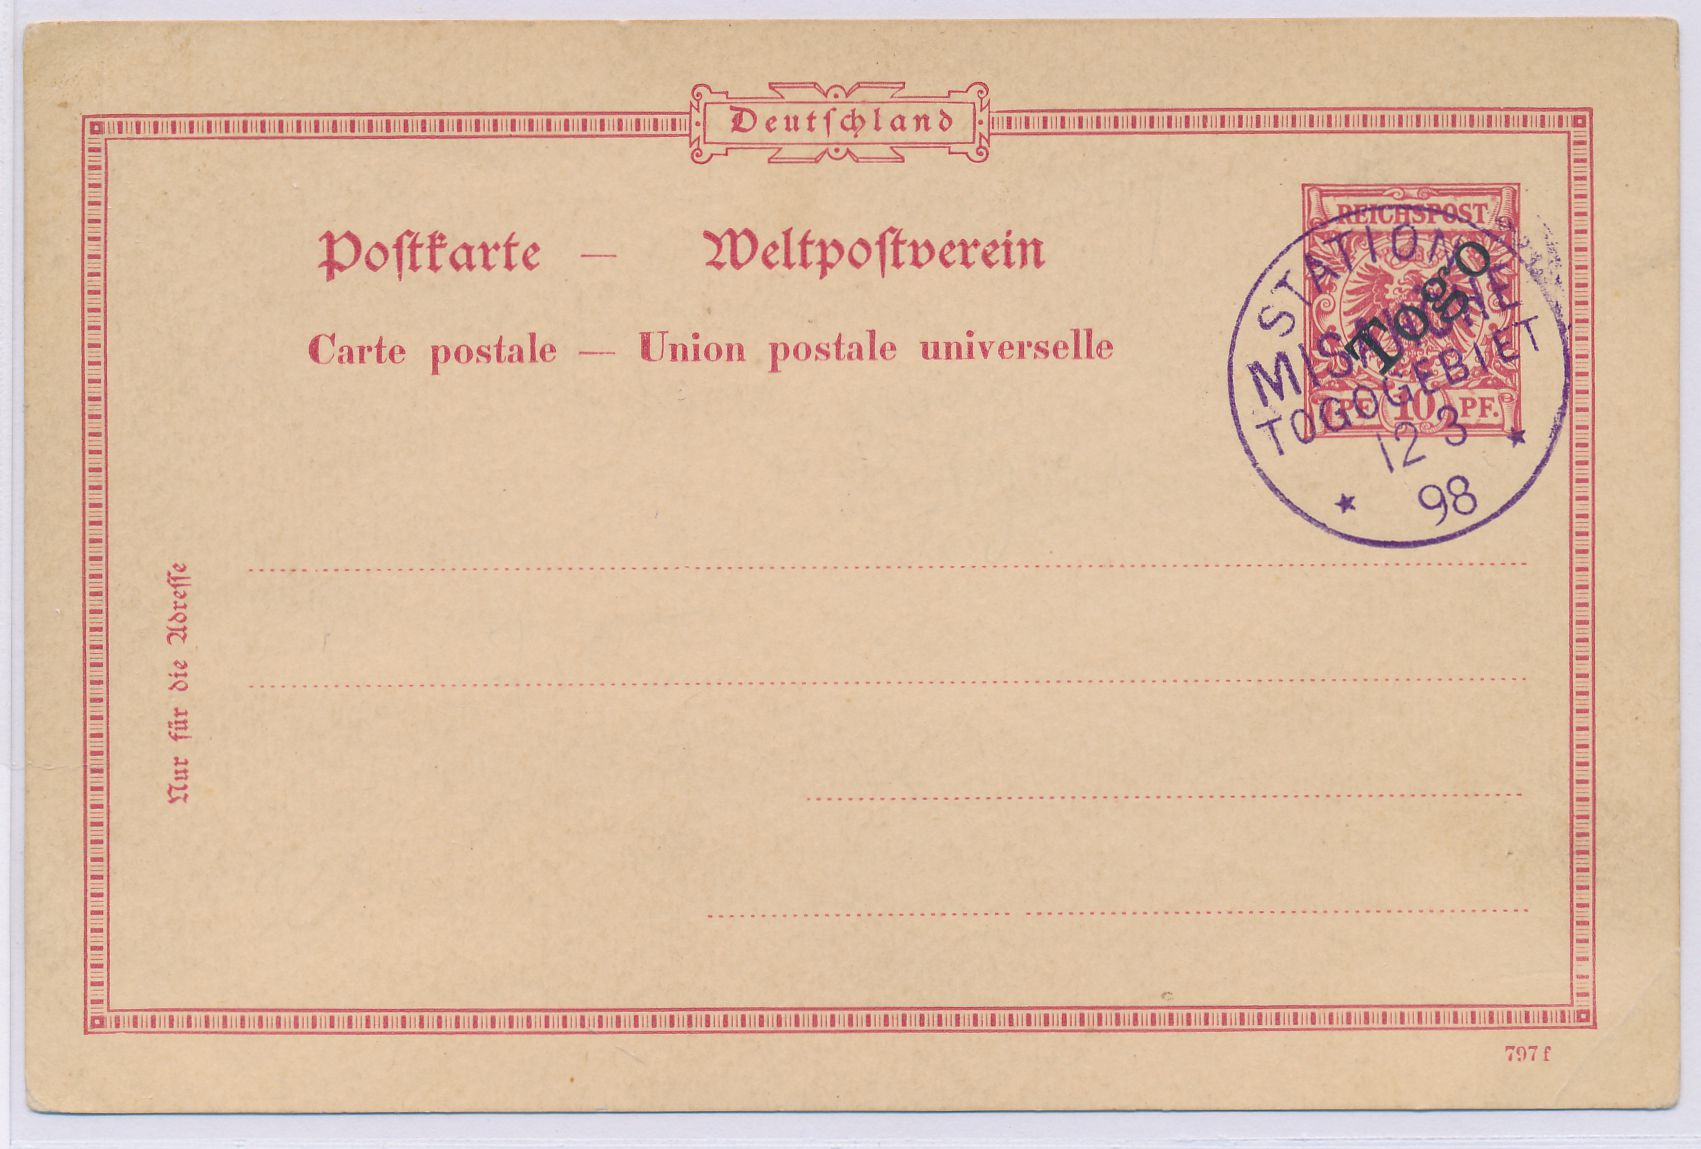 Deutschland
Postkarte — Weltpostverein
Carte postale — Union postale universelle
REICHSPOST
Togo
PF 10 PF.
STATION
MISAHÖHE
TOGOGEBIET
12 3
98
Nur für die Adresse
797 f